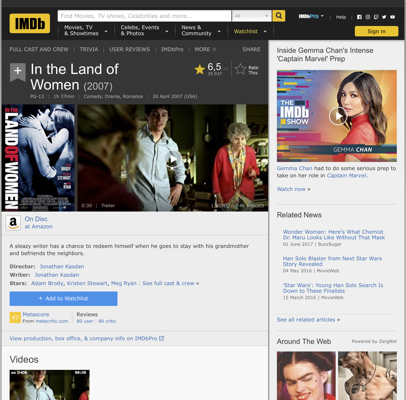 IMDb
Find Movies, TV shows, Celebrities and more...
All
IMDbPro
Help
Movies, TV & Showtimes
Celebs, Events & Photos
News & Community
Watchlist
Sign in
FULL CAST AND CREW | TRIVIA | USER REVIEWS | IMDbPro | MORE
SHARE
In the Land of
Women (2007)
6,5
Rate This
PG-13 | 1h 37min | Comedy, Drama, Romance | 20 April 2007 (USA)
IN THE LAND OF WOMEN
BRODY
STEWART
RYAN
0:30 | Trailer
On Disc
at Amazon
A sleazy writer has a chance to redeem himself when he goes to stay with his grandmother
and befriends the neighbors.
Director: Jonathan Kasdan
Writer: Jonathan Kasdan
Stars: Adam Brody, Kristen Stewart, Meg Ryan | See full cast & crew »
+ Add to Watchlist
47
Metascore
From metacritic.com
Reviews
80 user | 80 critic
View production, box office, & company info on IMDbPro
Videos
Inside Gemma Chan's Intense
'Captain Marvel' Prep
THE IMDb SHOW
GEMMA CHAN
Gemma Chan had to do some serious prep
to take on her role in Captain Marvel.
Watch now »
Related News
Wonder Woman: Here's What Chemist
Dr. Maru Looks Like Without That Mask
01 June 2017 | BuzzSugar
Han Solo Blaster from Next Star Wars
Story Revealed
04 May 2016 | MovieWeb
'Star Wars': Young Han Solo Search Is
Down to These Finalists
15 March 2016 | MovieWeb
See all related articles »
Around The Web
Powered by Zergnet